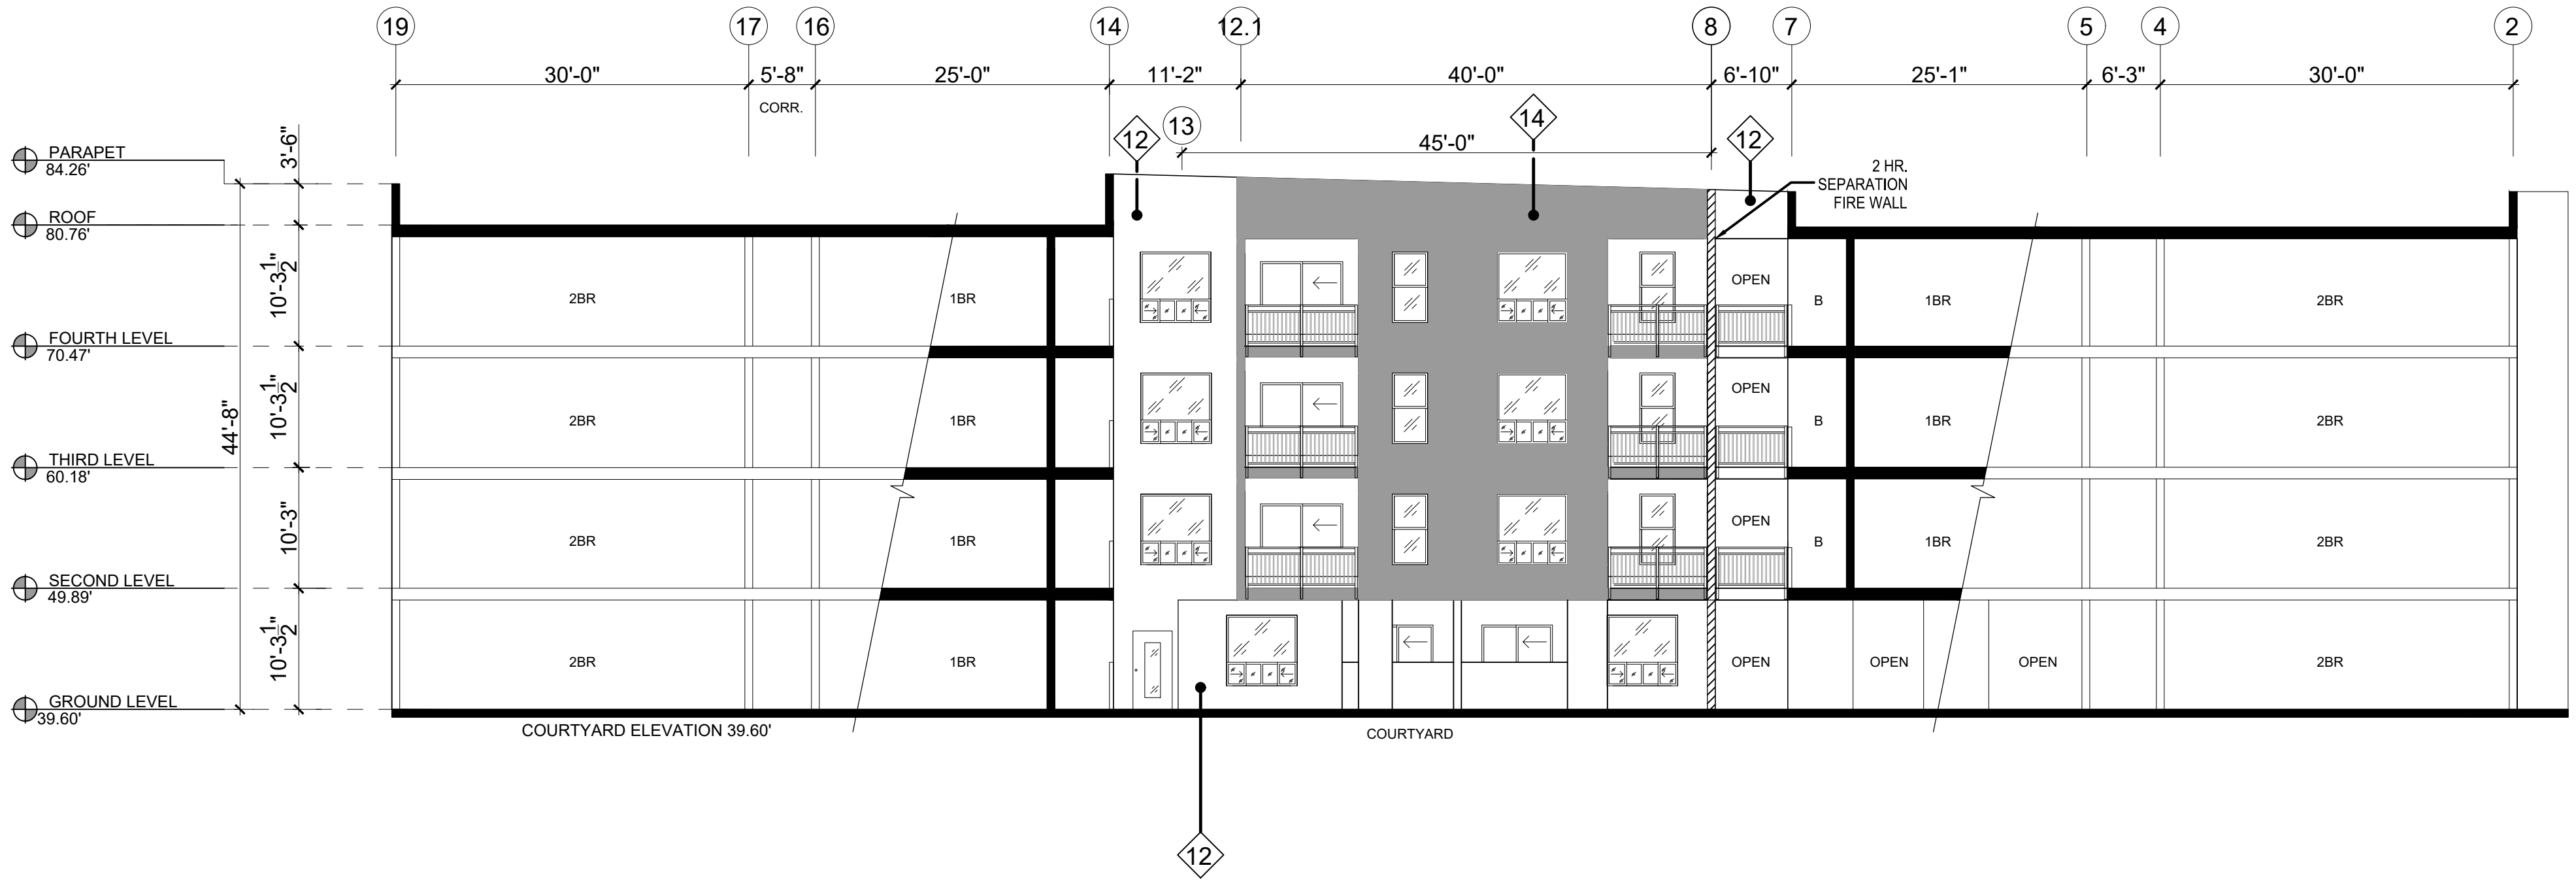 19 17 16 14 12.1 8 7 5 4 2
30'-0" 5'-8" 25'-0" 11'-2" 40'-0" 6'-10" 25'-1" 6'-3" 30'-0"
CORR.
12 13 14 12
45'-0"
2 HR.
SEPARATION
FIRE WALL
PARAPET
84.26'
3'-6"
ROOF
80.76'
10'-3 1/2"
2BR 1BR OPEN B 1BR 2BR
FOURTH LEVEL
70.47'
10'-3 1/2"
44'-8"
2BR 1BR OPEN B 1BR 2BR
THIRD LEVEL
60.18'
10'-3"
2BR 1BR OPEN B 1BR 2BR
SECOND LEVEL
49.89'
10'-3 1/2"
2BR 1BR OPEN OPEN OPEN 2BR
GROUND LEVEL
39.60'
COURTYARD ELEVATION 39.60'
COURTYARD
12